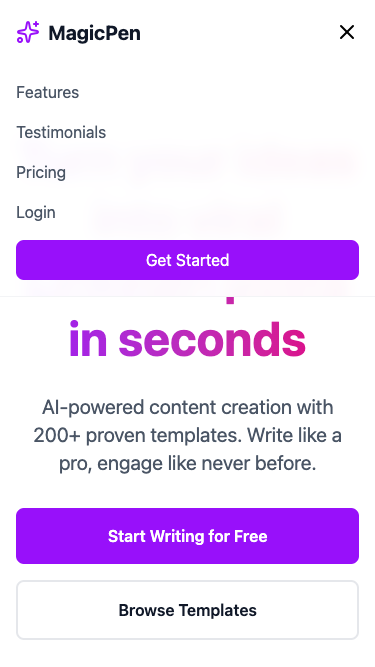 MagicPen
Features
Testimonials
Pricing
Login
Get Started
in seconds
AI-powered content creation with
200+ proven templates. Write like a
pro, engage like never before.
Start Writing for Free
Browse Templates